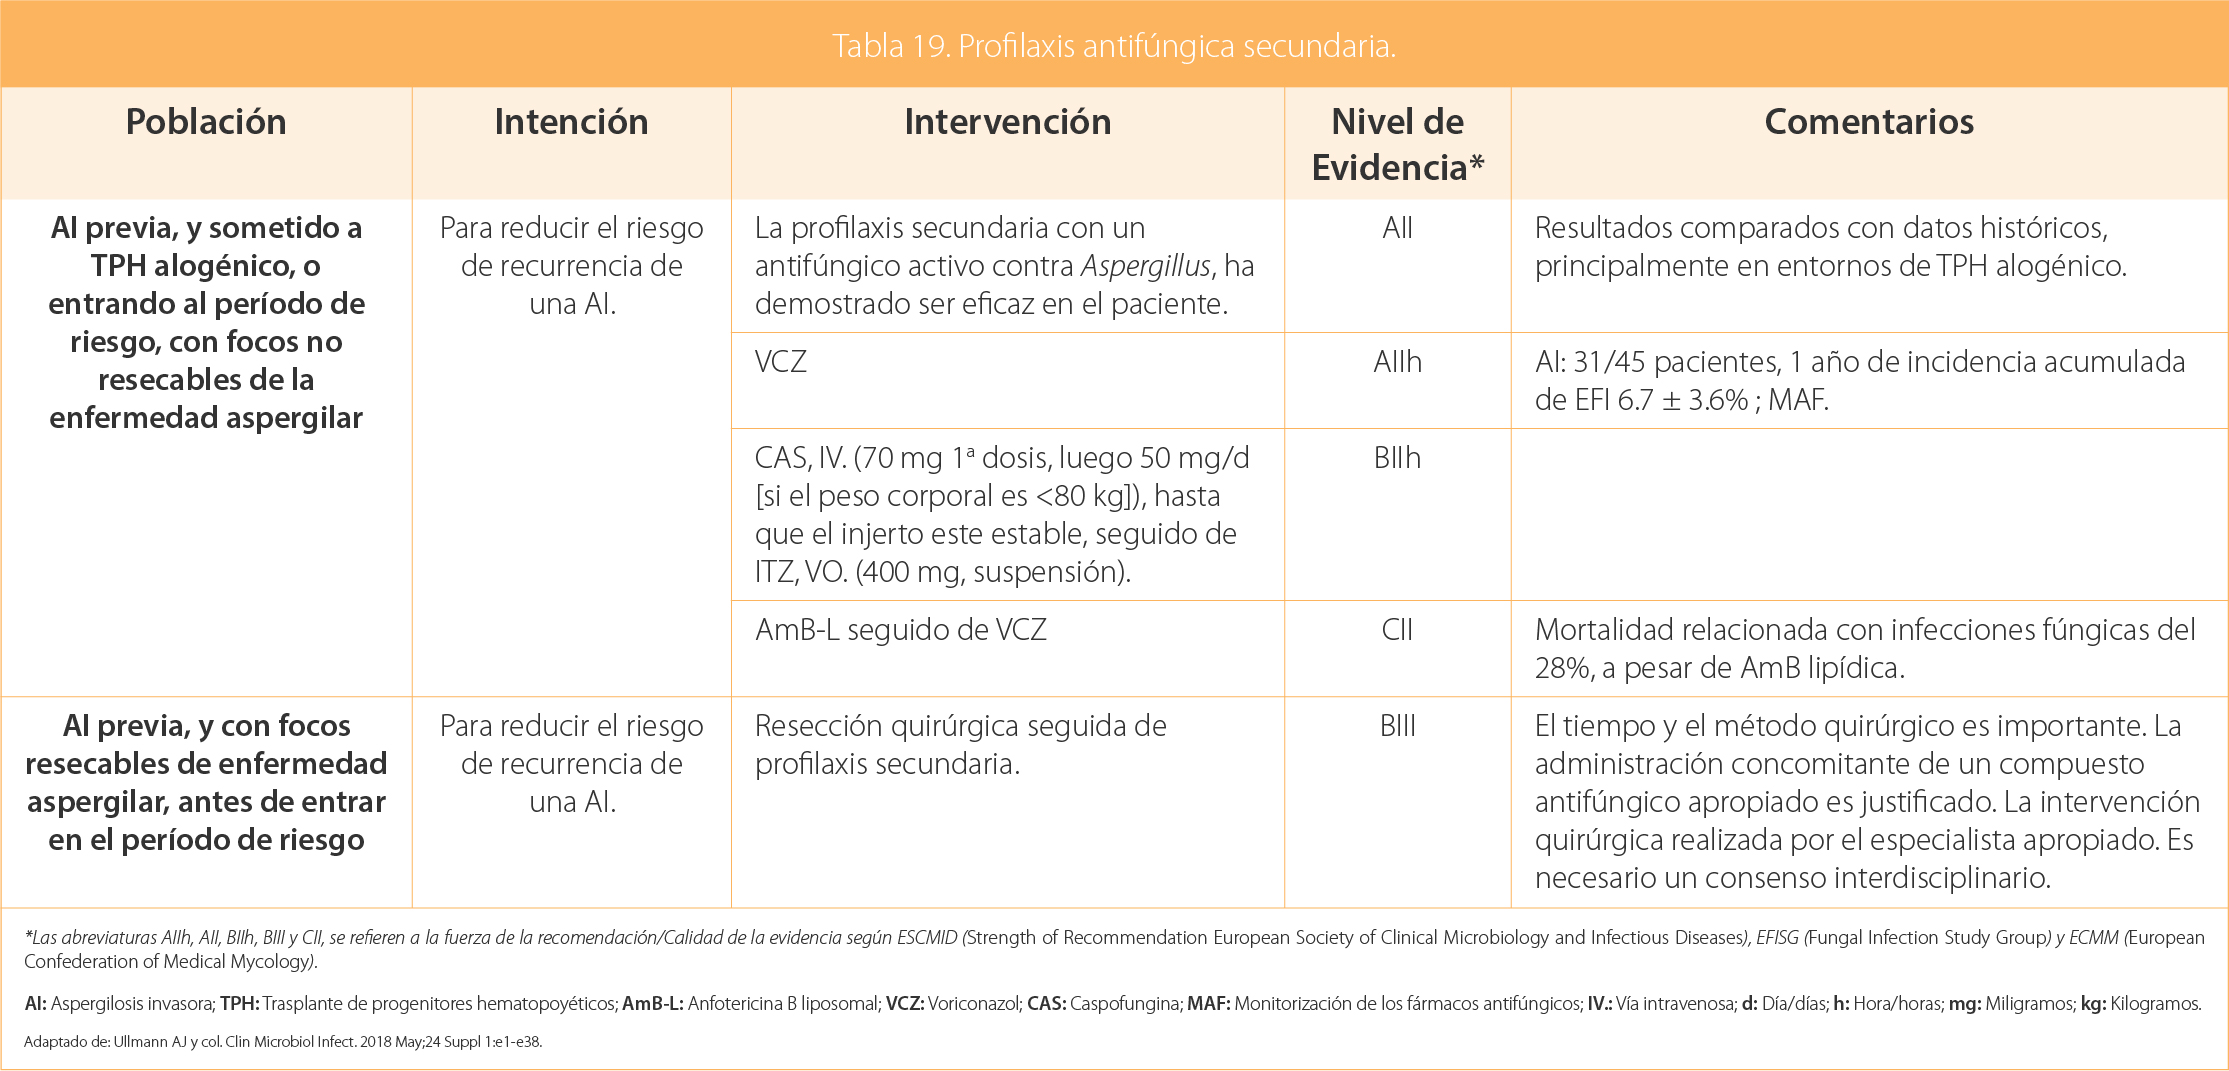 Tabla 19. Profilaxis antifúngica secundaria.
Población
Intención
Intervención
Nivel de
Evidencia*
Comentarios
AI previa, y sometido a
TPH alogénico, o
entrando al período de
riesgo, con focos no
resecables de la
enfermedad aspergilar
Para reducir el riesgo
de recurrencia de
una AI.
La profilaxis secundaria con un
antifúngico activo contra Aspergillus, ha
demostrado ser eficaz en el paciente.
AII
Resultados comparados con datos históricos,
principalmente en entornos de TPH alogénico.
VCZ
AIIh
AI: 31/45 pacientes, 1 año de incidencia acumulada
de EFI 6.7 ± 3.6% ; MAF.
CAS, IV. (70 mg 1ª dosis, luego 50 mg/d
[si el peso corporal es <80 kg]), hasta
que el injerto este estable, seguido de
ITZ, VO. (400 mg, suspensión).
BIIh
AmB-L seguido de VCZ
CII
Mortalidad relacionada con infecciones fúngicas del
28%, a pesar de AmB lipídica.
AI previa, y con focos
resecables de enfermedad
aspergilar, antes de entrar
en el período de riesgo
Para reducir el riesgo
de recurrencia de
una AI.
Resección quirúrgica seguida de
profilaxis secundaria.
BIII
El tiempo y el método quirúrgico es importante. La
administración concomitante de un compuesto
antifúngico apropiado es justificado. La intervención
quirúrgica realizada por el especialista apropiado. Es
necesario un consenso interdisciplinario.
*Las abreviaturas AIIh, AII, BIIh, BIII y CII, se refieren a la fuerza de la recomendación/Calidad de la evidencia según ESCMID (Strength of Recommendation European Society of Clinical Microbiology and Infectious Diseases), EFISG (Fungal Infection Study Group) y ECMM (European
Confederation of Medical Mycology).
AI: Aspergilosis invasora; TPH: Trasplante de progenitores hematopoyéticos; AmB-L: Anfotericina B liposomal; VCZ: Voriconazol; CAS: Caspofungina; MAF: Monitorización de los fármacos antifúngicos; IV.: Vía intravenosa; d: Día/días; h: Hora/horas; mg: Miligramos; kg: Kilogramos.
Adaptado de: Ullmann AJ y col. Clin Microbiol Infect. 2018 May;24 Suppl 1:e1-e38.